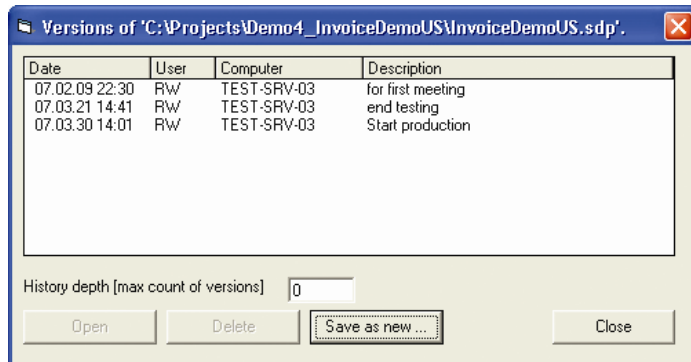 Versions of 'C:\Projects\Demo4_InvoiceDemoUS\InvoiceDemoUS.sdp'.
Date User Computer Description
07.02.09 22:30 RW TEST-SRV-03 for first meeting
07.03.21 14:41 RW TEST-SRV-03 end testing
07.03.30 14:01 RW TEST-SRV-03 Start production
History depth [max count of versions] 0
Open Delete Save as new ... Close